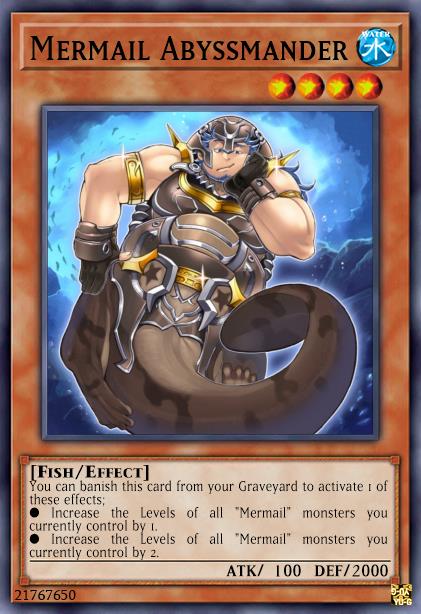 MERMAIL ABYSSMANDER
WATER
水
[FISH/EFFECT]
You can banish this card from your Graveyard to activate 1 of
these effects;
● Increase the Levels of all "Mermail" monsters you
currently control by 1.
● Increase the Levels of all "Mermail" monsters you
currently control by 2.
ATK/ 100 DEF/2000
21767650